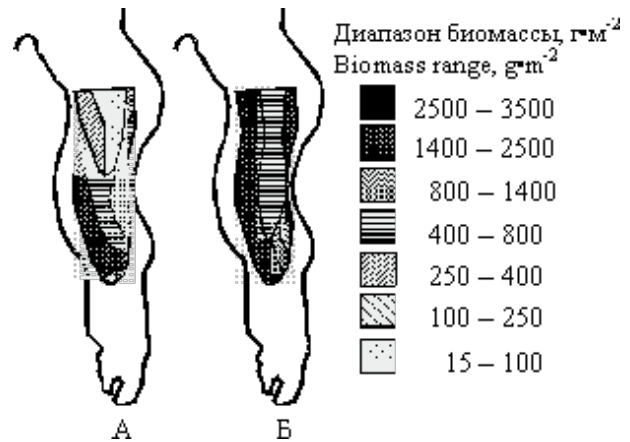 Диапазон биомассы, г•м-2
Biomass range, g•m-2
2500 – 3500
1400 – 2500
800 – 1400
400 – 800
250 – 400
100 – 250
15 – 100
А Б